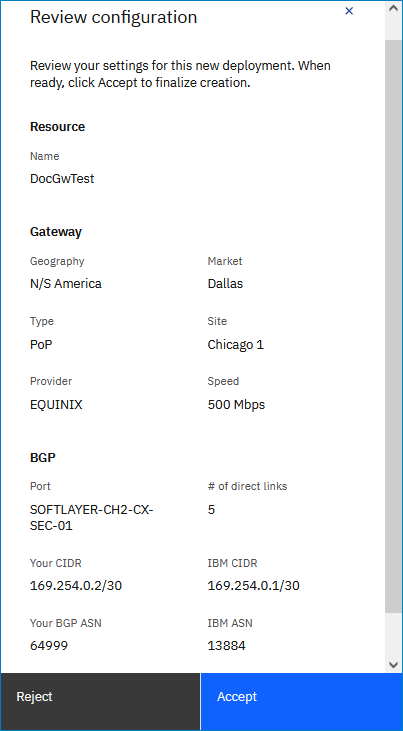 Review configuration
×
Review your settings for this new deployment. When
ready, click Accept to finalize creation.
Resource
Name
DocGwTest
Gateway
Geography
Market
N/S America
Dallas
Type
Site
PoP
Chicago 1
Provider
Speed
EQUINIX
500 Mbps
BGP
Port
# of direct links
SOFTLAYER-CH2-CX-
SEC-01
5
Your CIDR
IBM CIDR
169.254.0.2/30
169.254.0.1/30
Your BGP ASN
IBM ASN
64999
13884
Reject
Accept